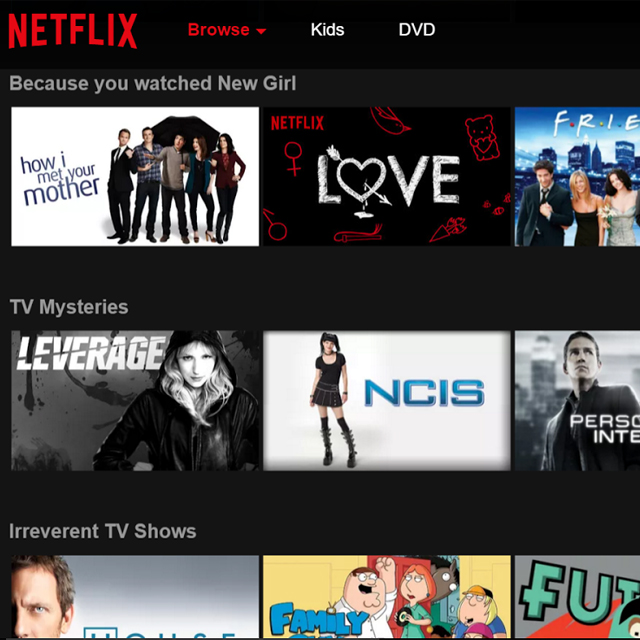 NETFLIX
Browse
Kids
DVD
Because you watched New Girl
how i
met your
mother
NETFLIX
LOVE
F·R·I·E
TV Mysteries
LEVERAGE
NCIS
PERSO
INTE
Irreverent TV Shows
HOUSE
FAMILY
FUT